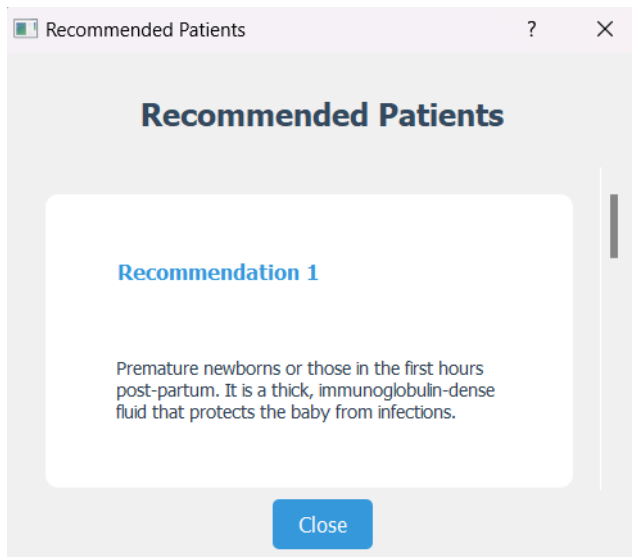 Recommended Patients
?
Recommended Patients
Recommendation 1
Premature newborns or those in the first hours
post-partum. It is a thick, immunoglobulin-dense
fluid that protects the baby from infections.
Close